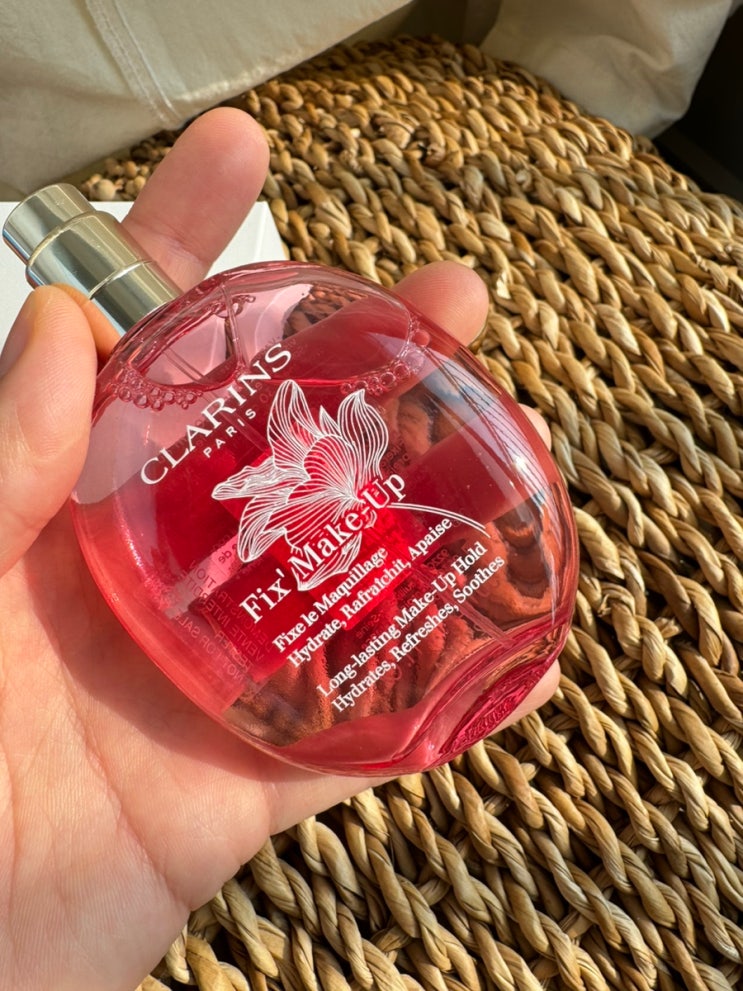 CLARINS
PARIS
Fix' Make-Up
Fixe le Maquillage
Hydrate, Rafraîchit, Apaise
Long-lasting Make-Up Hold
Hydrates, Refreshes, Soothes